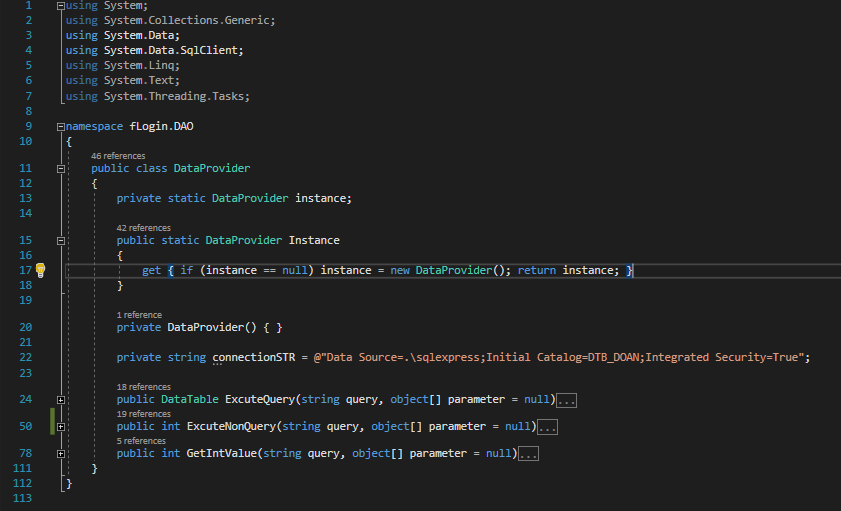 1 using System;
2 using System.Collections.Generic;
3 using System.Data;
4 using System.Data.SqlClient;
5 using System.Linq;
6 using System.Text;
7 using System.Threading.Tasks;
8
9 namespace fLogin.DAO
10 {
46 references
11 public class DataProvider
12 {
13 private static DataProvider instance;
14
42 references
15 public static DataProvider Instance
16 {
17 get { if (instance == null) instance = new DataProvider(); return instance; }
18 }
19
1 reference
20 private DataProvider() { }
21
22 private string connectionSTR = @"Data Source=.\sqlexpress;Initial Catalog=DTB_DOAN;Integrated Security=True";
23
18 references
24 public DataTable ExcuteQuery(string query, object[] parameter = null)...
19 references
50 public int ExcuteNonQuery(string query, object[] parameter = null)...
5 references
78 public int GetIntValue(string query, object[] parameter = null)...
111 }
112 }
113